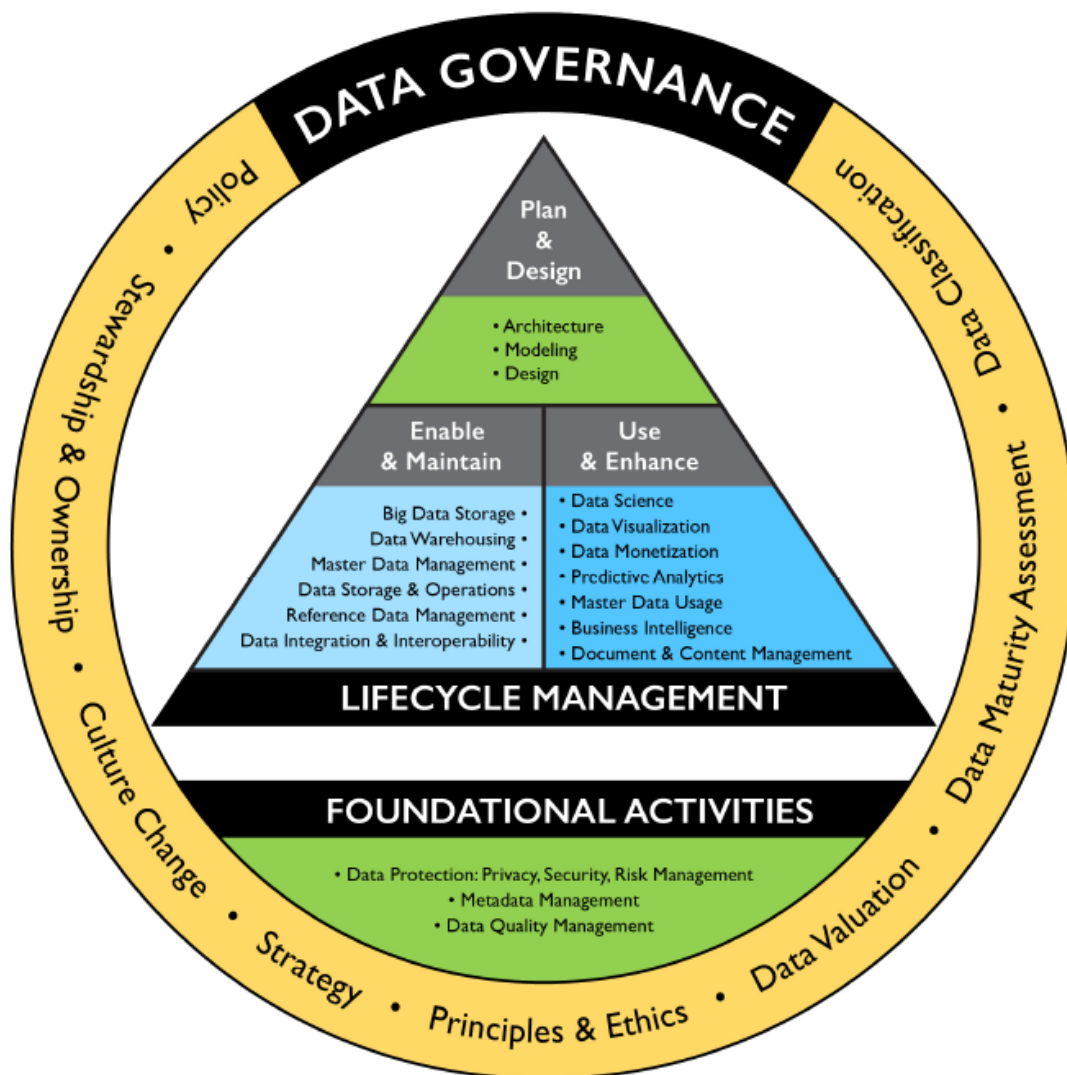 DATA GOVERNANCE
Policy • Stewardship & Ownership • Culture Change • Strategy • Principles & Ethics • Data Valuation • Data Maturity Assessment • Data Classification
Plan
&
Design
• Architecture
• Modeling
• Design
Enable
& Maintain
Big Data Storage •
Data Warehousing •
Master Data Management •
Data Storage & Operations •
Reference Data Management •
Data Integration & Interoperability •
Use
& Enhance
• Data Science
• Data Visualization
• Data Monetization
• Predictive Analytics
• Master Data Usage
• Business Intelligence
• Document & Content Management
LIFECYCLE MANAGEMENT
FOUNDATIONAL ACTIVITIES
• Data Protection: Privacy, Security, Risk Management
• Metadata Management
• Data Quality Management